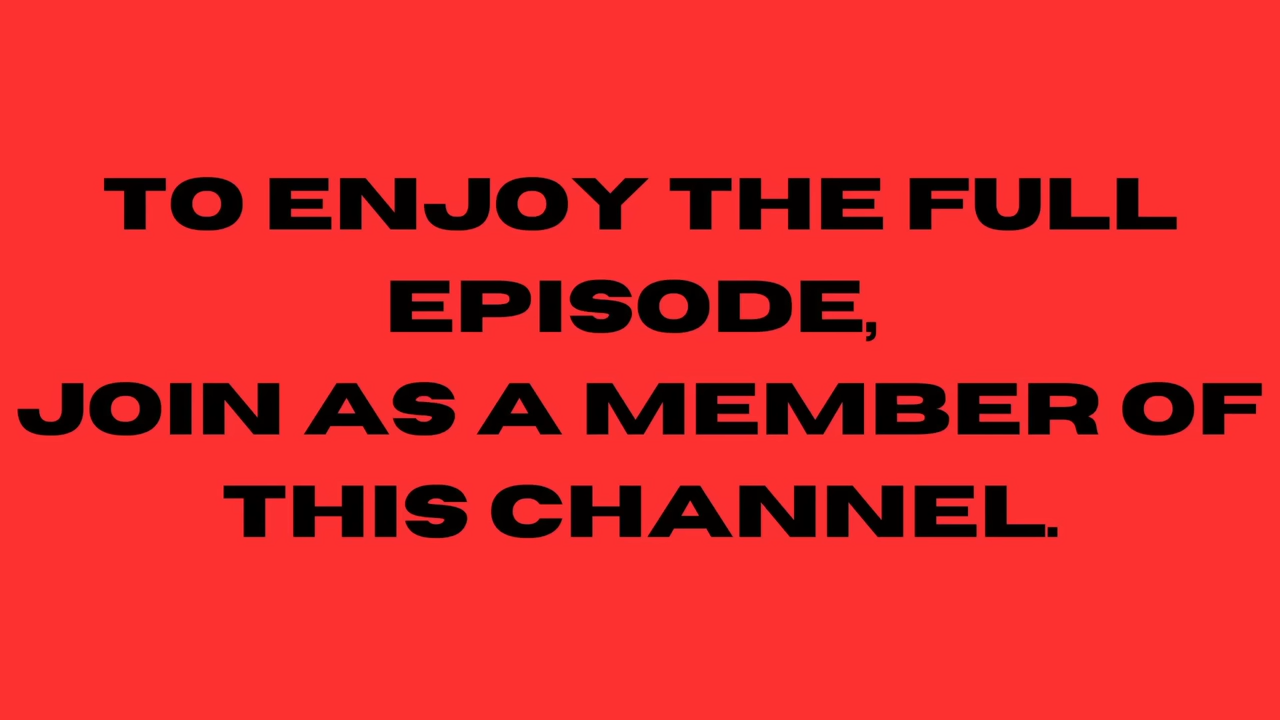 TO ENJOY THE FULL
EPISODE,
JOIN AS A MEMBER OF
THIS CHANNEL.